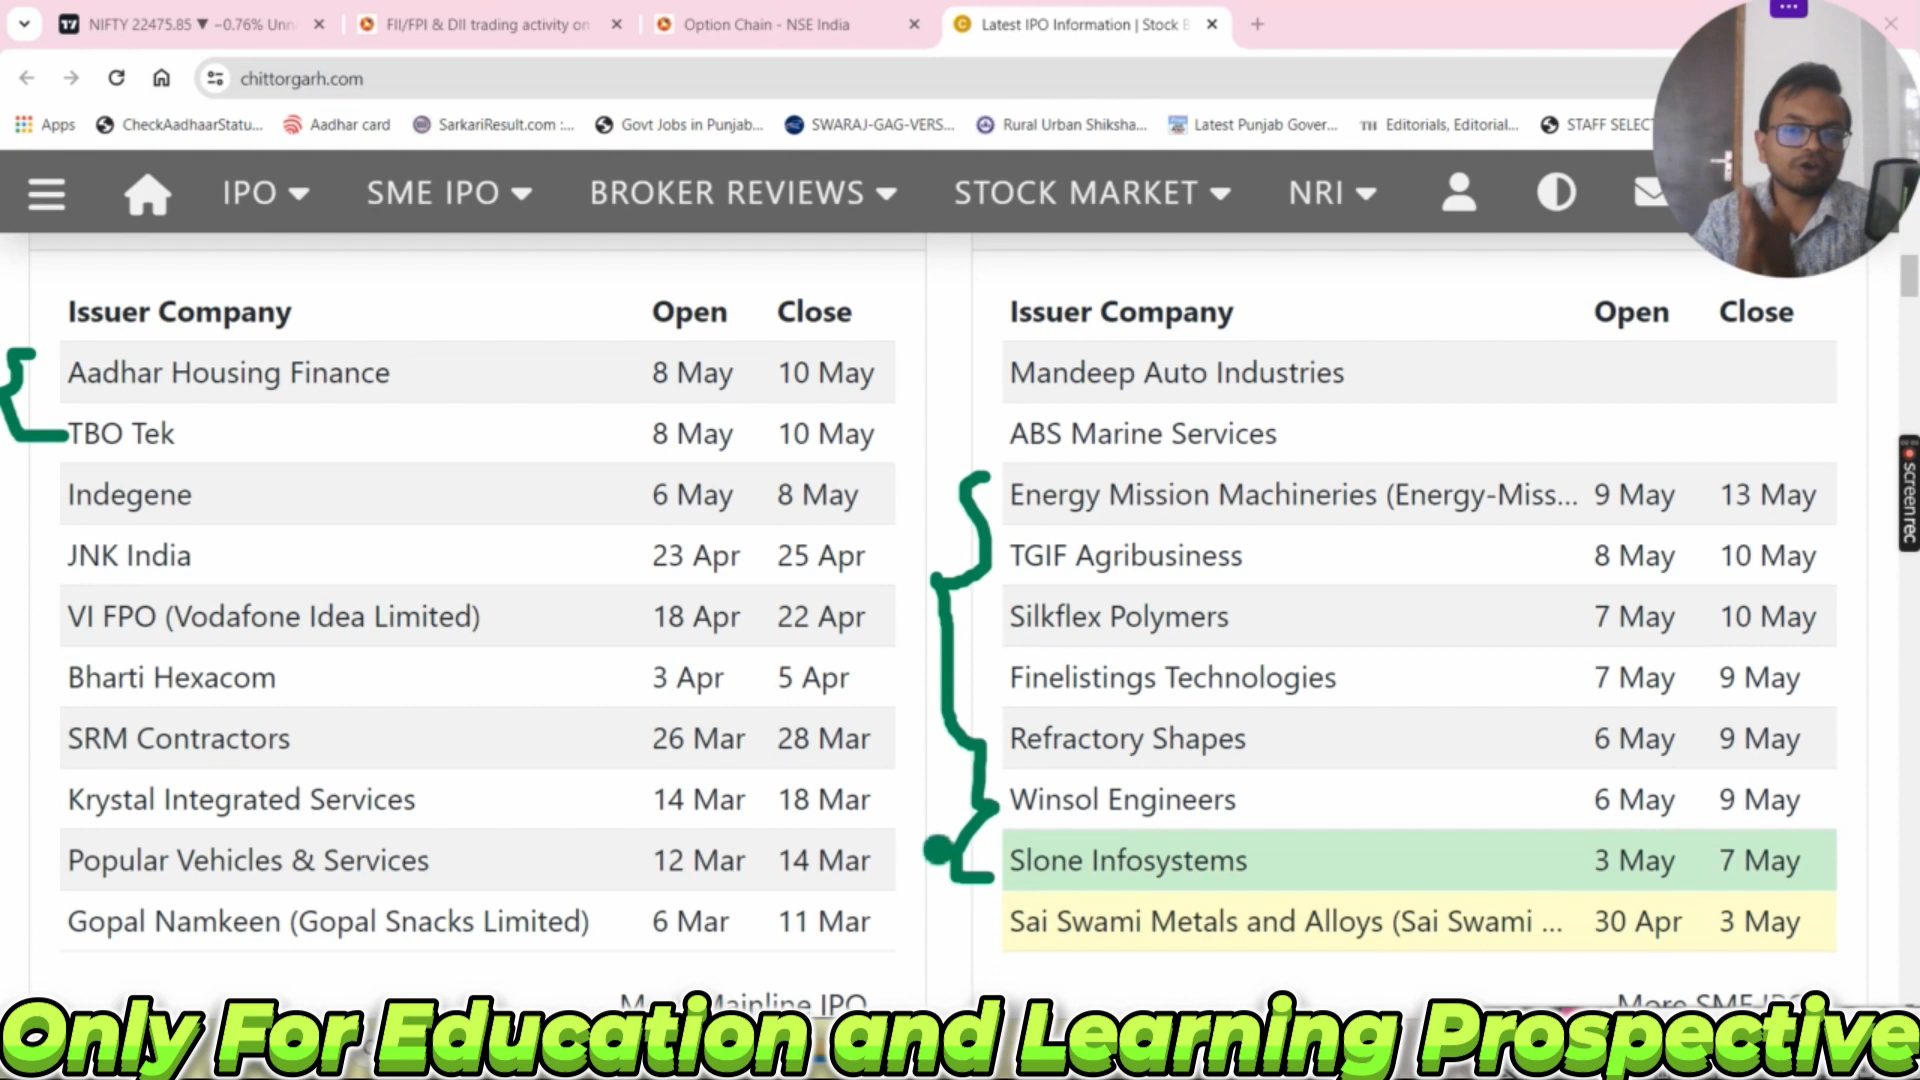 NIFTY 22475.85 ▼ −0.76% Unn
FII/FPI & DII trading activity on
Option Chain - NSE India
Latest IPO Information | Stock B
chittorgarh.com
Apps
CheckAadhaarStatu...
Aadhar card
SarkariResult.com :...
Govt Jobs in Punjab...
SWARAJ-GAG-VERS...
Rural Urban Shiksha...
Latest Punjab Gover...
Editorials, Editorial...
STAFF SELECT
IPO
SME IPO
BROKER REVIEWS
STOCK MARKET
NRI
Issuer Company Open Close
Aadhar Housing Finance 8 May 10 May
TBO Tek 8 May 10 May
Indegene 6 May 8 May
JNK India 23 Apr 25 Apr
VI FPO (Vodafone Idea Limited) 18 Apr 22 Apr
Bharti Hexacom 3 Apr 5 Apr
SRM Contractors 26 Mar 28 Mar
Krystal Integrated Services 14 Mar 18 Mar
Popular Vehicles & Services 12 Mar 14 Mar
Gopal Namkeen (Gopal Snacks Limited) 6 Mar 11 Mar
Mainline IPO
Issuer Company Open Close
Mandeep Auto Industries
ABS Marine Services
Energy Mission Machineries (Energy-Miss... 9 May 13 May
TGIF Agribusiness 8 May 10 May
Silkflex Polymers 7 May 10 May
Finelistings Technologies 7 May 9 May
Refractory Shapes 6 May 9 May
Winsol Engineers 6 May 9 May
Slone Infosystems 3 May 7 May
Sai Swami Metals and Alloys (Sai Swami ... 30 Apr 3 May
More SME
screenrec
Only For Education and Learning Prospective